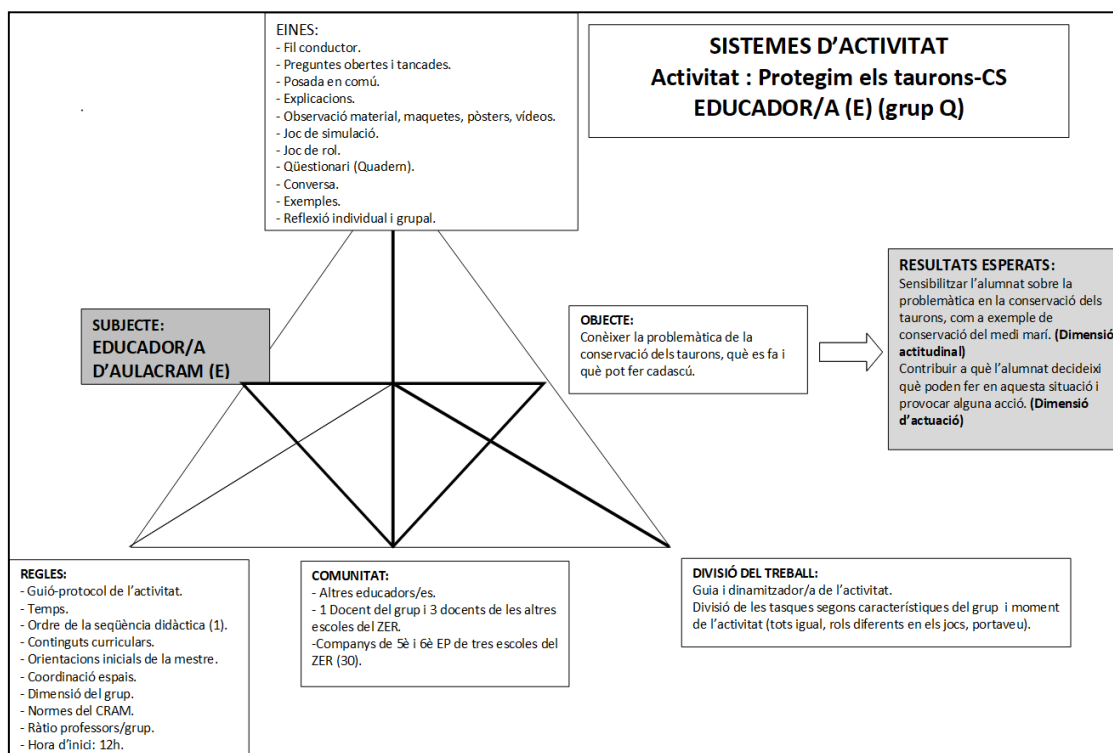 EINES:
- Fil conductor.
- Preguntes obertes i tancades.
- Posada en comú.
- Explicacions.
- Observació material, maquetes, pòsters, vídeos.
- Joc de simulació.
- Joc de rol.
- Qüestionari (Quadern).
- Conversa.
- Exemples.
- Reflexió individual i grupal.
SISTEMES D'ACTIVITAT
Activitat : Protegim els taurons-CS
EDUCADOR/A (E) (grup Q)
SUBJECTE:
EDUCADOR/A
D'AULACRAM (E)
OBJECTE:
Conèixer la problemàtica de la
conservació dels taurons, què es fa i
què pot fer cadascú.
RESULTATS ESPERATS:
Sensibilitzar l'alumnat sobre la
problemàtica en la conservació dels
taurons, com a exemple de
conservació del medi marí. (Dimensió
actitudinal)
Contribuir a què l'alumnat decideixi
què poden fer en aquesta situació i
provocar alguna acció. (Dimensió
d'actuació)
REGLES:
- Guió-protocol de l'activitat.
- Temps.
- Ordre de la seqüència didàctica (1).
- Continguts curriculars.
- Orientacions inicials de la mestre.
- Coordinació espais.
- Dimensió del grup.
- Normes del CRAM.
- Ràtio professors/grup.
- Hora d'inici: 12h.
COMUNITAT:
- Altres educadors/es.
- 1 Docent del grup i 3 docents de les altres
escoles del ZER.
-Companys de 5è i 6è EP de tres escoles del
ZER (30).
DIVISIÓ DEL TREBALL:
Guia i dinamitzador/a de l'activitat.
Divisió de les tasques segons característiques del grup i moment
de l'activitat (tots igual, rols diferents en els jocs, portaveu).